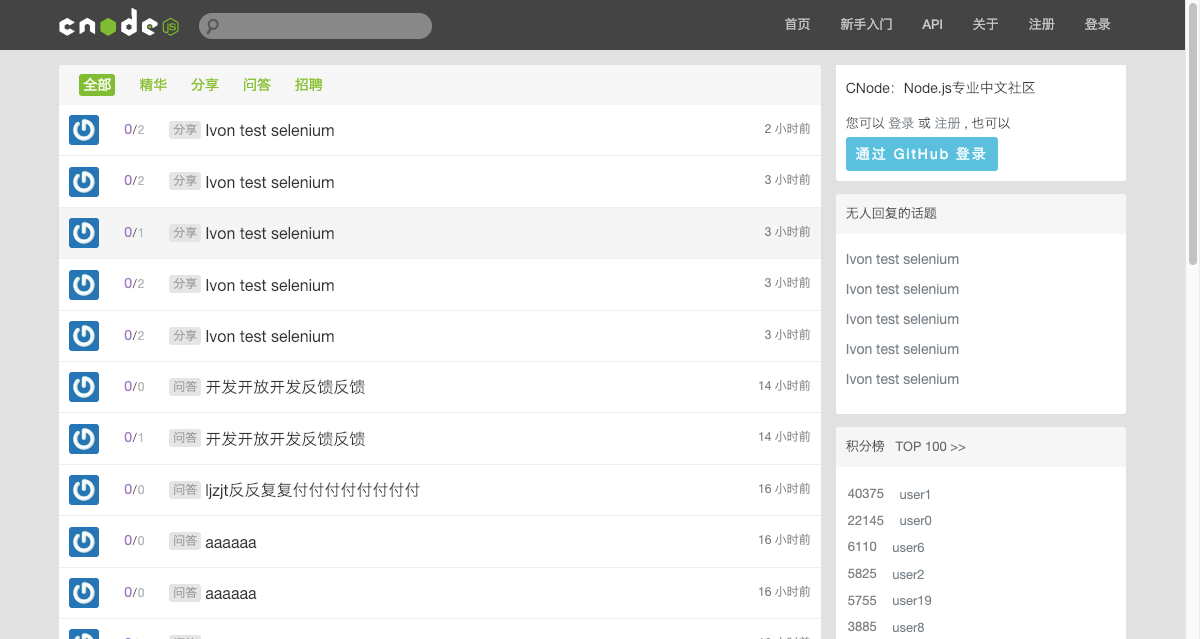 cnode JS
首页 新手入门 API 关于 注册 登录
全部 精华 分享 问答 招聘
0/2 分享 Ivon test selenium 2 小时前
0/2 分享 Ivon test selenium 3 小时前
0/1 分享 Ivon test selenium 3 小时前
0/2 分享 Ivon test selenium 3 小时前
0/2 分享 Ivon test selenium 3 小时前
0/0 问答 开发开放开发反馈反馈 14 小时前
0/1 问答 开发开放开发反馈反馈 14 小时前
0/0 问答 ljzjt反反复复付付付付付付付付 16 小时前
0/0 问答 aaaaaa 16 小时前
0/0 问答 aaaaaa 16 小时前
CNode：Node.js专业中文社区
您可以 登录 或 注册 , 也可以
通过 GitHub 登录
无人回复的话题
Ivon test selenium
Ivon test selenium
Ivon test selenium
Ivon test selenium
Ivon test selenium
积分榜 TOP 100 >>
40375 user1
22145 user0
6110 user6
5825 user2
5755 user19
3885 user8